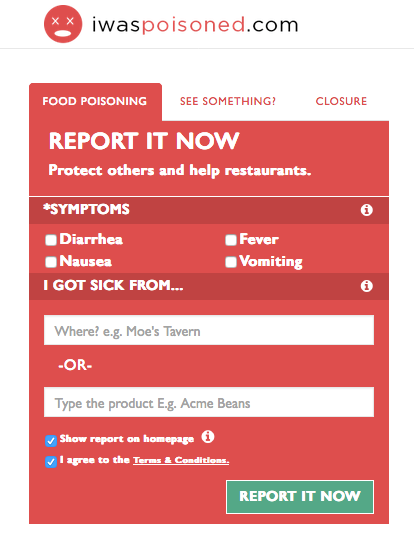 iwaspoisoned.com
FOOD POISONING SEE SOMETHING? CLOSURE
REPORT IT NOW
Protect others and help restaurants.
*SYMPTOMS i
Diarrhea Fever
Nausea Vomiting
I GOT SICK FROM... i
Where? e.g. Moe's Tavern
-OR-
Type the product E.g. Acme Beans
Show report on homepage i
I agree to the Terms & Conditions.
REPORT IT NOW